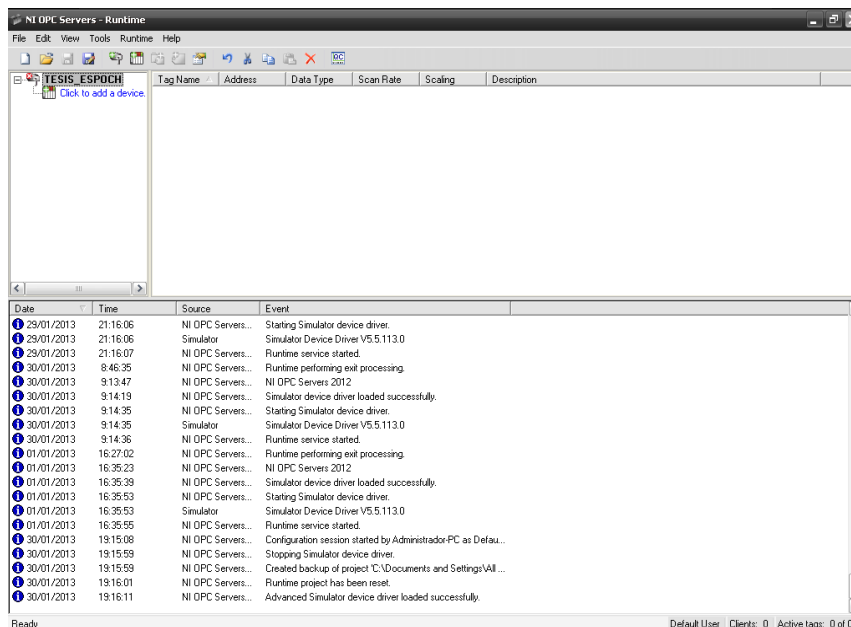 NI OPC Servers - Runtime
File Edit View Tools Runtime Help
TESIS_ESPOCH
Click to add a device.
Tag Name Address Data Type Scan Rate Scaling Description
Date Time Source Event
29/01/2013 21:16:06 NI OPC Servers... Starting Simulator device driver.
29/01/2013 21:16:06 Simulator Simulator Device Driver V5.5.113.0
29/01/2013 21:16:07 NI OPC Servers... Runtime service started.
30/01/2013 8:46:35 NI OPC Servers... Runtime performing exit processing.
30/01/2013 9:13:47 NI OPC Servers... NI OPC Servers 2012
30/01/2013 9:14:19 NI OPC Servers... Simulator device driver loaded successfully.
30/01/2013 9:14:35 NI OPC Servers... Starting Simulator device driver.
30/01/2013 9:14:35 Simulator Simulator Device Driver V5.5.113.0
30/01/2013 9:14:36 NI OPC Servers... Runtime service started.
01/01/2013 16:27:02 NI OPC Servers... Runtime performing exit processing.
01/01/2013 16:35:23 NI OPC Servers... NI OPC Servers 2012
01/01/2013 16:35:39 NI OPC Servers... Simulator device driver loaded successfully.
01/01/2013 16:35:53 NI OPC Servers... Starting Simulator device driver.
01/01/2013 16:35:53 Simulator Simulator Device Driver V5.5.113.0
01/01/2013 16:35:55 NI OPC Servers... Runtime service started.
30/01/2013 19:15:08 NI OPC Servers... Configuration session started by Administrador-PC as Defau...
30/01/2013 19:15:59 NI OPC Servers... Stopping Simulator device driver.
30/01/2013 19:15:59 NI OPC Servers... Created backup of project 'C:\Documents and Settings\All ...
30/01/2013 19:16:01 NI OPC Servers... Runtime project has been reset.
30/01/2013 19:16:11 NI OPC Servers... Advanced Simulator device driver loaded successfully.
Ready Default User Clients: 0 Active tags: 0 of 0